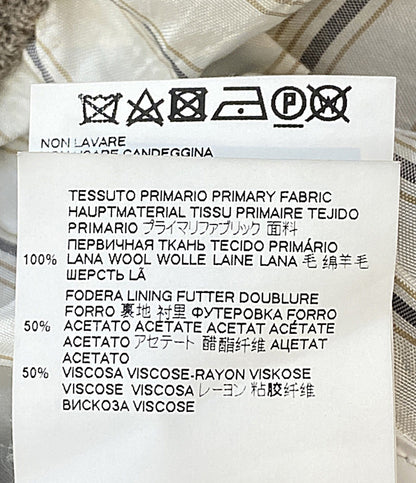 P
NON LAVARE
NON USARE CANDEGGINA
TESSUTO PRIMARIO PRIMARY FABRIC
HAUPTMATERIAL TISSU PRIMAIRE TEJIDO
PRIMARIO プライマリファブリック 面料
ПЕРВИЧНАЯ ТКАНЬ TECIDO PRIMÁRIO
100% LANA WOOL WOLLE LAINE LANA 毛 绵羊毛
ШЕРСТЬ LÃ
FODERA LINING FUTTER DOUBLURE
FORRO 裏地 衬里 ФУТЕРОВКА FORRO
50% ACETATO ACETATE ACETAT ACÉTATE
ACETATO アセテート 醋酯纤维 АЦЕТАТ
ACETATO
50% VISCOSA VISCOSE-RAYON VISKOSE
VISCOSE VISCOSA レーヨン 粘胶纤维
ВИСКОЗА VISCOSE